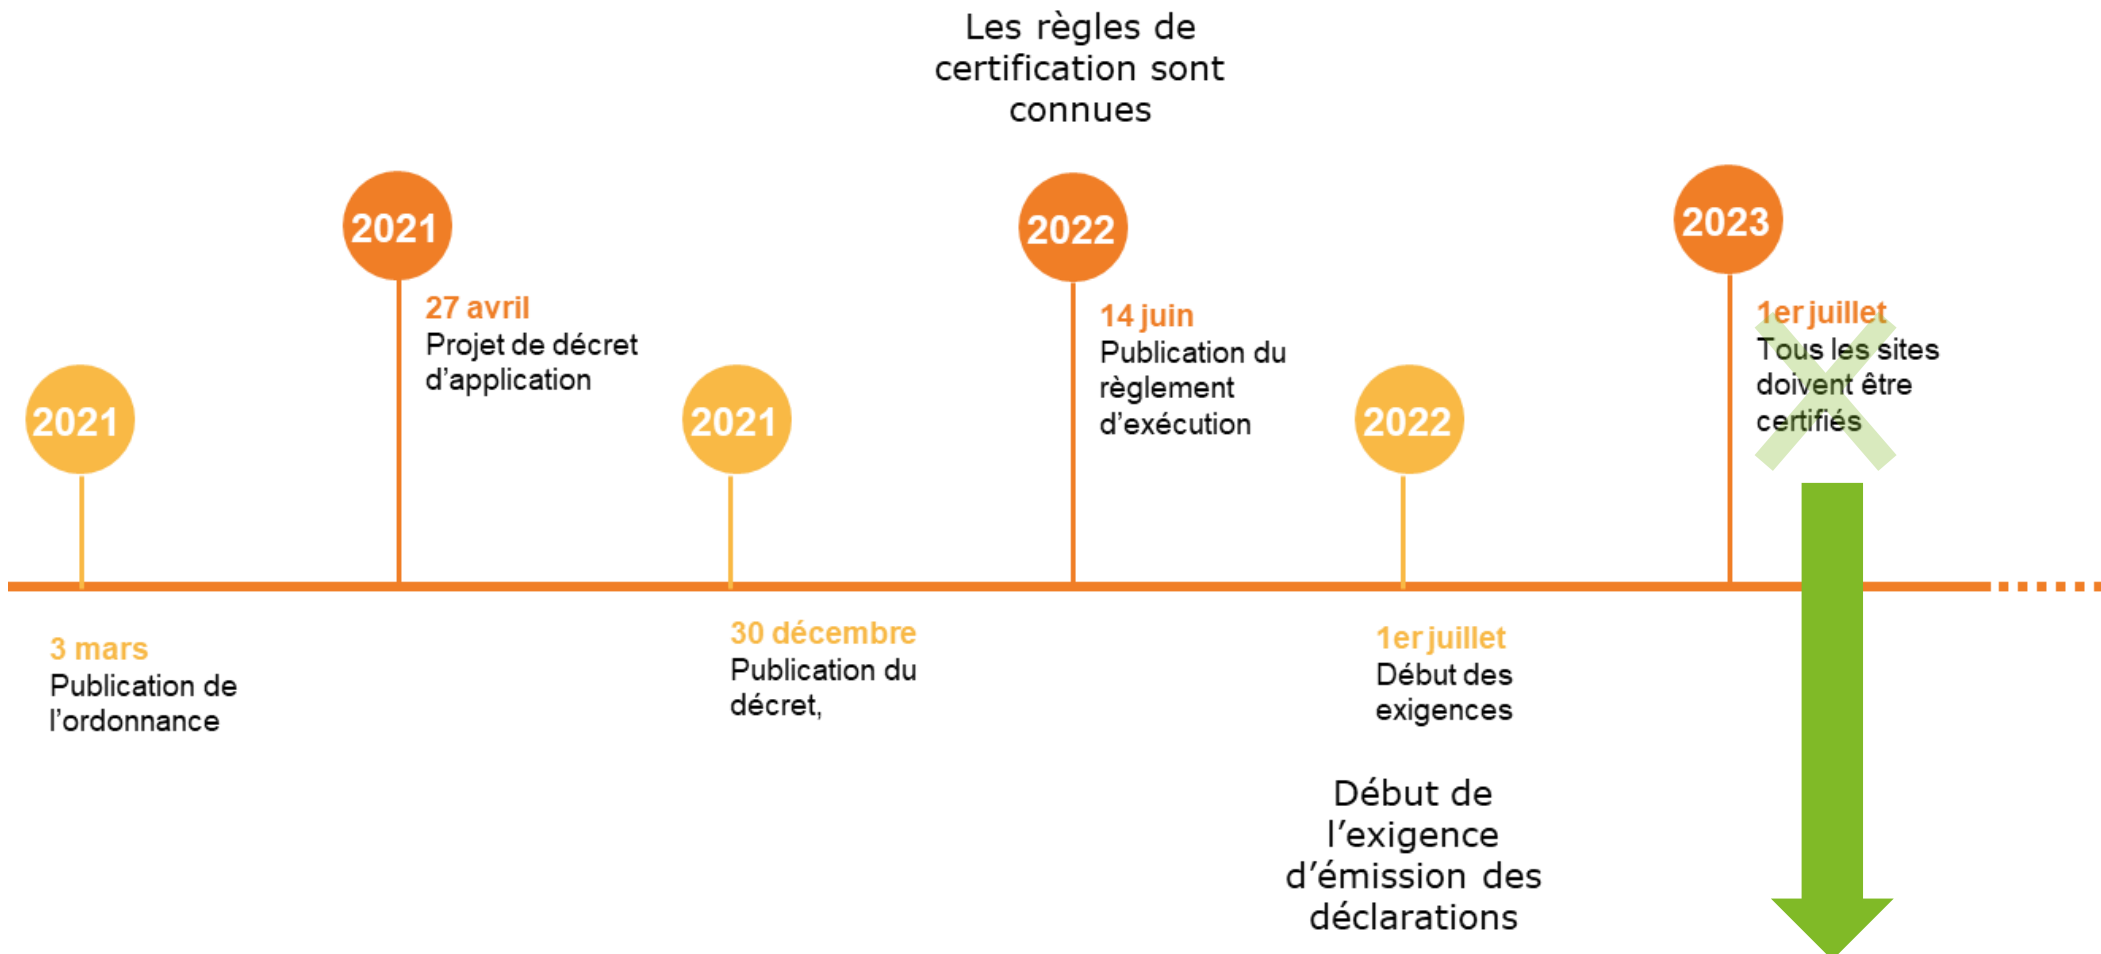 Les règles de
certification sont
connues
2021
3 mars
Publication de
l’ordonnance
2021
27 avril
Projet de décret
d’application
2021
30 décembre
Publication du
décret,
2022
14 juin
Publication du
règlement
d’exécution
2022
1er juillet
Début des
exigences
Début de
l’exigence
d’émission des
déclarations
2023
1er juillet
Tous les sites
doivent être
certifiés